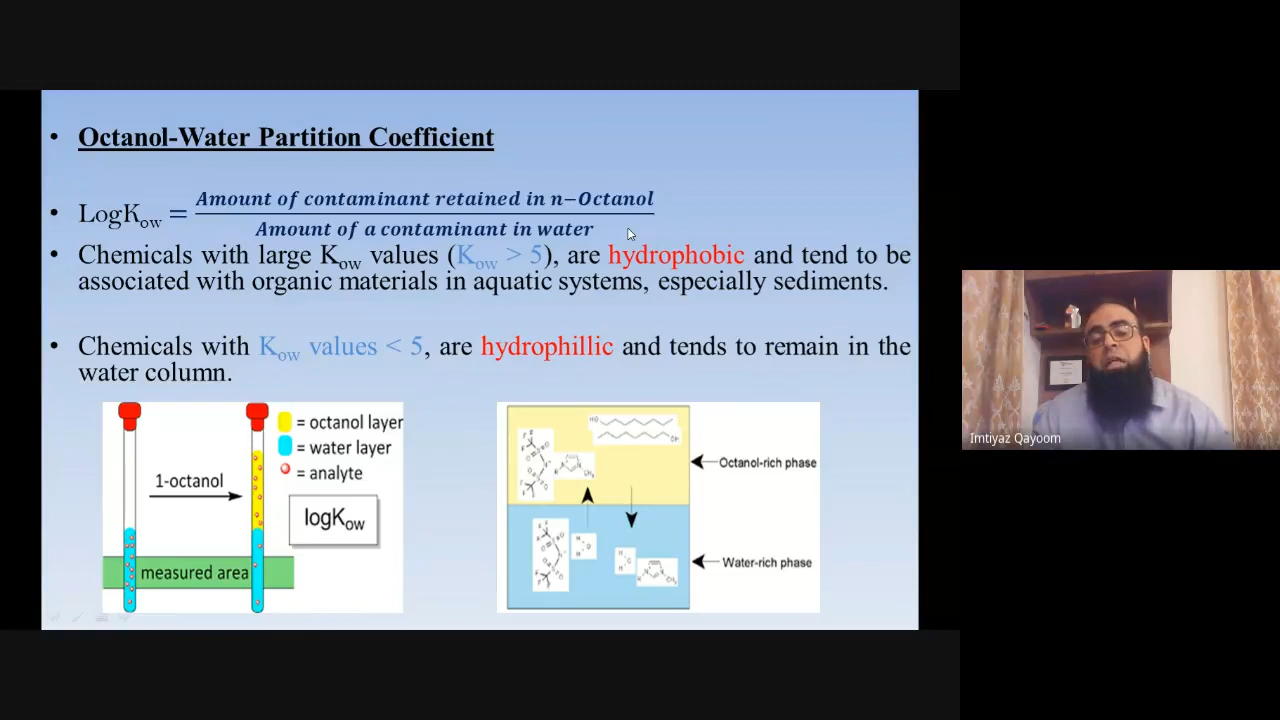 • Octanol-Water Partition Coefficient
• LogKow = Amount of contaminant retained in n−Octanol
Amount of a contaminant in water
• Chemicals with large Kow values (Kow > 5), are hydrophobic and tend to be
associated with organic materials in aquatic systems, especially sediments.
• Chemicals with Kow values < 5, are hydrophillic and tends to remain in the
water column.
= octanol layer
= water layer
= analyte
1-octanol
logKow
measured area
HO
OH
Octanol-rich phase
Water-rich phase
Imtiyaz Qayoom